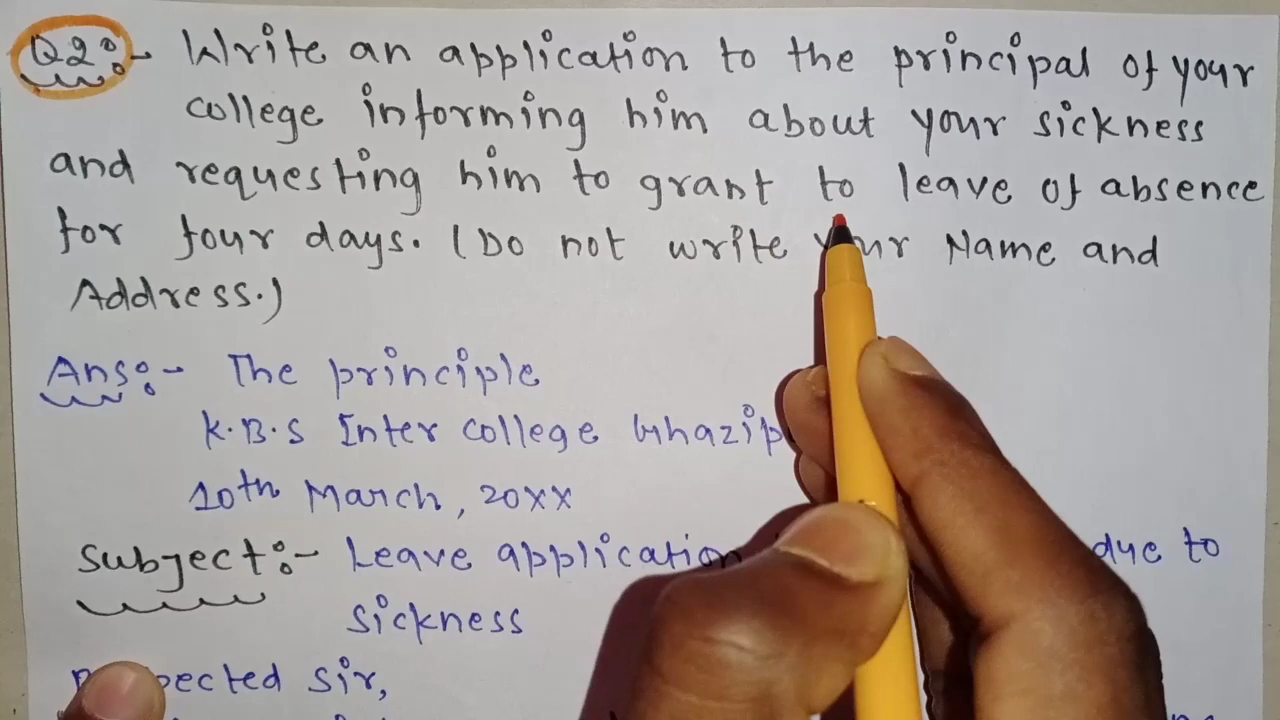 Q2:- Write an application to the principal of your
college informing him about your sickness
and requesting him to grant to leave of absence
for four days. (Do not write your Name and
Address.)
Ans:- The principle
K.B.S Inter college
10th March, 20XX
Subject:- Leave application due to
sickness
Sir,